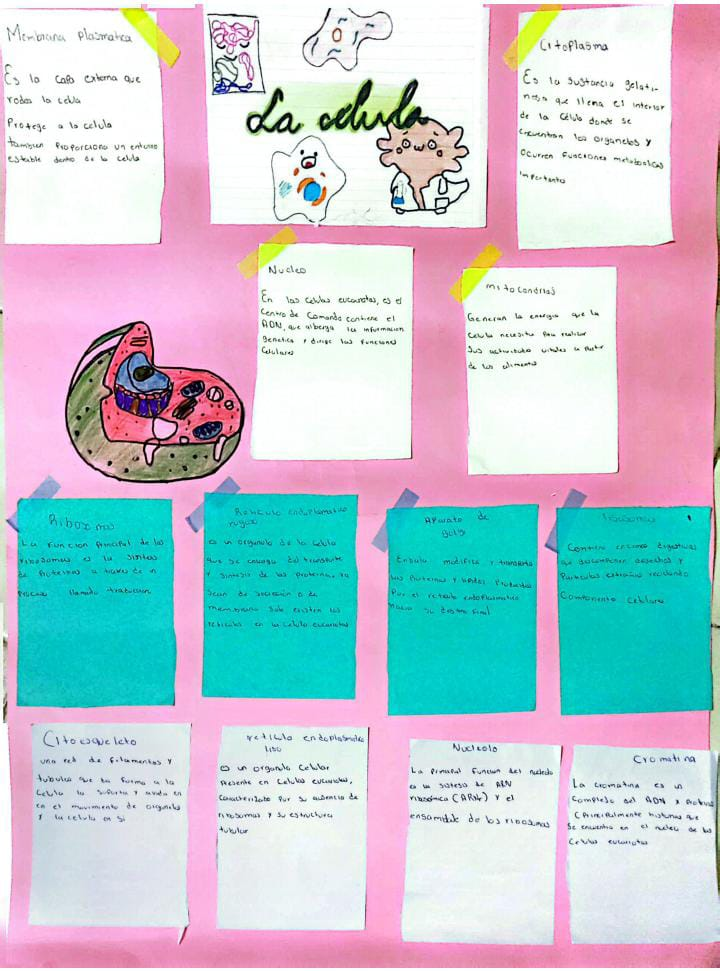 Membrana plasmatica
Es la capa externa que
rodea la celula
Protege a la celula
tambien Proporciona un entorno
estable dentro de la celula
La célula
Citoplasma
Es la sustancia gelati-
nosa que llena el interior
de la Célula donde se
encuentran los organelos y
ocurren funciones metabolicas
importantes
Nucleo
En las celulas eucariotas, es el
Centro de Comando contiene el
ADN, que alberga la informacion
genetica y dirige las funciones
Celulares
Mitocondrias
Generan la energia que la
Celula necesita para realizar
Sus actividades vitales a partir
de los alimentos
Ribosomas
La funcion Principal de los
ribosomas es la sintesis
de Proteinas a traves de un
proceso llamado traduccion
Reticulo endoplasmatico
rugoso
es un organulo de la Celula
que se encarga del transporte
y sintesis de las proteinas, ya
Sean de secrecion o de
membrana Solo existen los
reticulos en la Celula eucariotas
Aparato de
golgi
modifica y transporta
las Proteinas y lipidos Producidos
Por el reticulo endoplasmatico
hacia su destino final
lisosomas
Contiene enzimas digestivas
que descomponen desechos y
Particulas extrañas reciclando
Componentes Celulares
Citoesqueleto
una red de filamentos y
tubulos que da forma a la
Celula la soporta y ayuda en
en el movimiento de organelos
y la celula en Si
reticulo endoplasmatico
liso
es un organulo Celular
Presente en Celulas eucariotas,
Caracterizado Por su ausencia de
ribosomas y su estructura
tubular
Nucleolo
La Principal funcion del nucleolo
es la sintesis de ARN
ribosomico (ARNr) y el
ensamblaje de los ribosomas
Cromatina
La cromatina es un
Complejo del ADN y proteinas
(Principalmente histonas que
Se encuentra en el nucleo de las
Celulas eucariotas